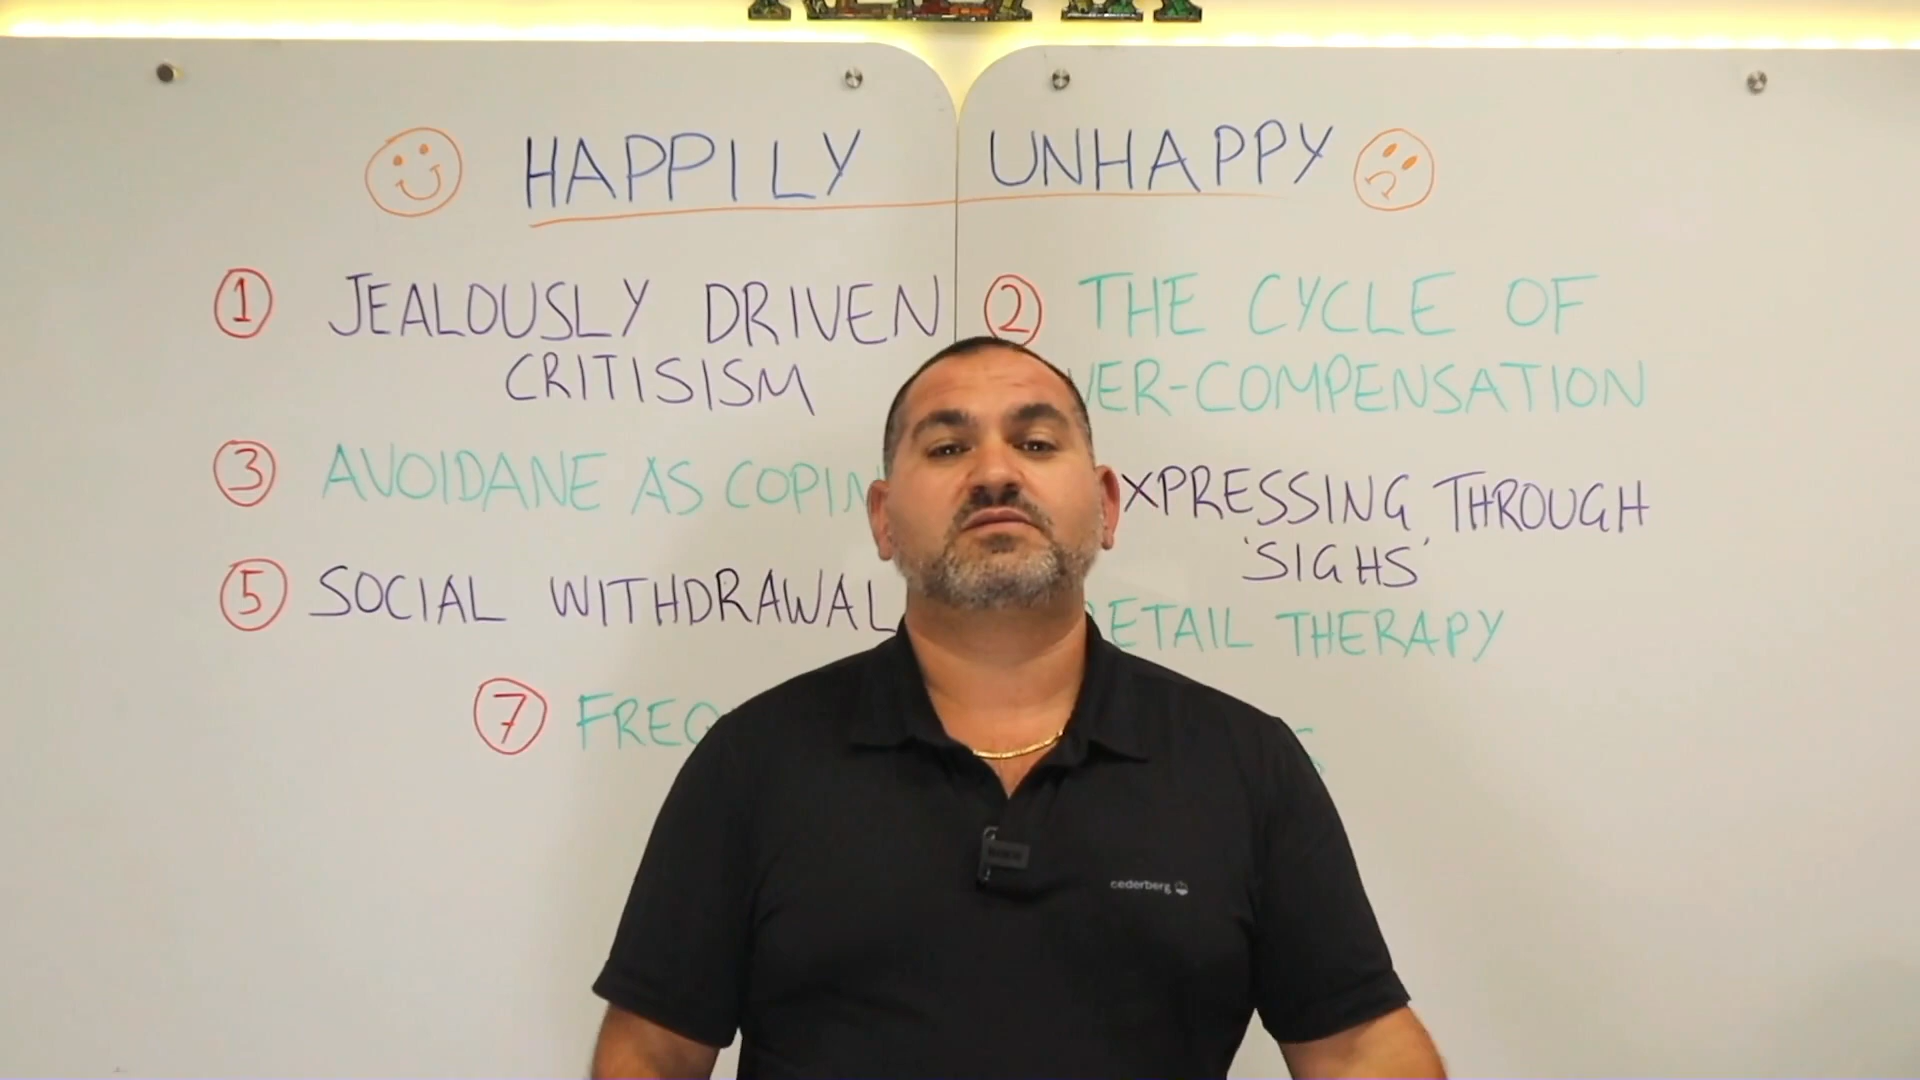 HAPPILY UNHAPPY
1 JEALOUSLY DRIVEN
CRITISISM
2 THE CYCLE OF
VER-COMPENSATION
3 AVOIDANE AS COPIN
XPRESSING THROUGH
'SIGHS'
5 SOCIAL WITHDRAWAL
ETAIL THERAPY
7 FREQ
cederberg